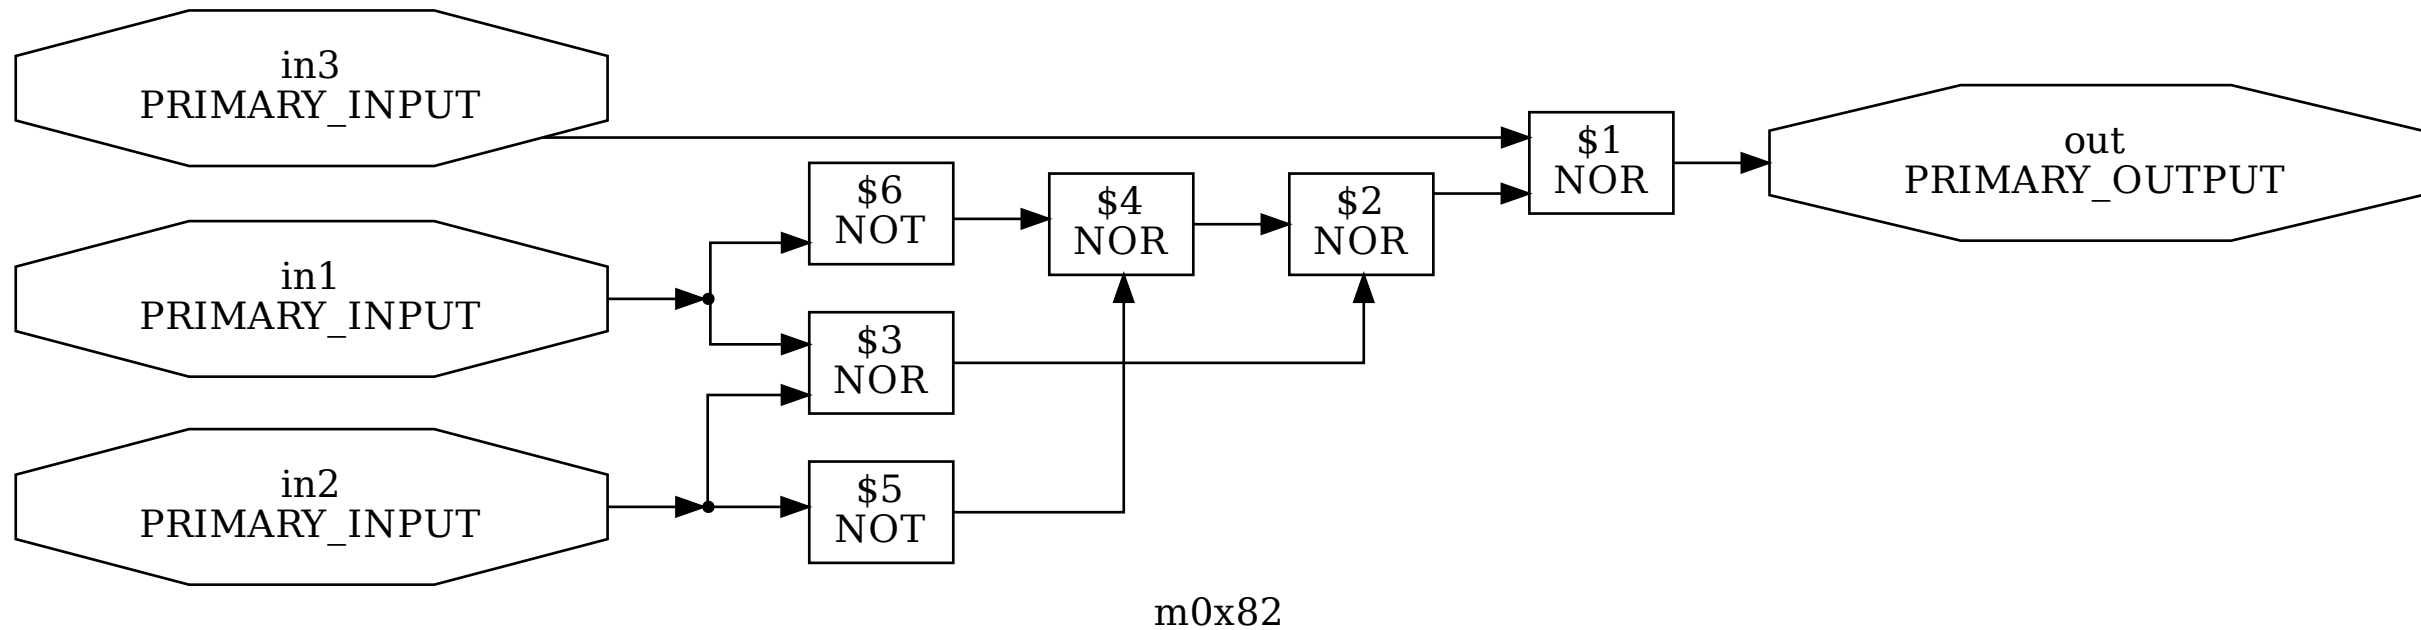 in3
PRIMARY_INPUT
$1
NOR
out
PRIMARY_OUTPUT
$6
NOT
$4
NOR
$2
NOR
in1
PRIMARY_INPUT
$3
NOR
in2
PRIMARY_INPUT
$5
NOT
m0x82